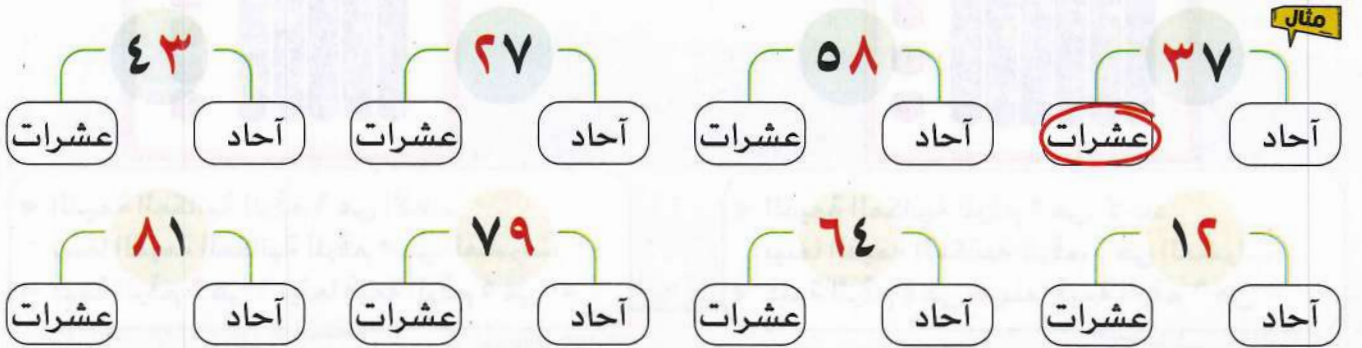 مثال
٣٧ ٥٨ ٢٧ ٤٣
آحاد عشرات آحاد عشرات آحاد عشرات آحاد عشرات
١٢ ٦٤ ٧٩ ٨١
آحاد عشرات آحاد عشرات آحاد عشرات آحاد عشرات